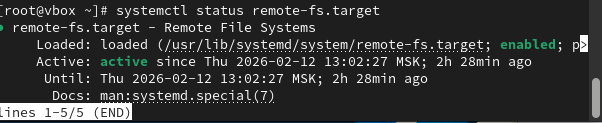 [root@vbox ~]# systemctl status remote-fs.target
● remote-fs.target - Remote File Systems
Loaded: loaded (/usr/lib/systemd/system/remote-fs.target; enabled; p>
Active: active since Thu 2026-02-12 13:02:27 MSK; 2h 28min ago
Until: Thu 2026-02-12 13:02:27 MSK; 2h 28min ago
Docs: man:systemd.special(7)
lines 1-5/5 (END)